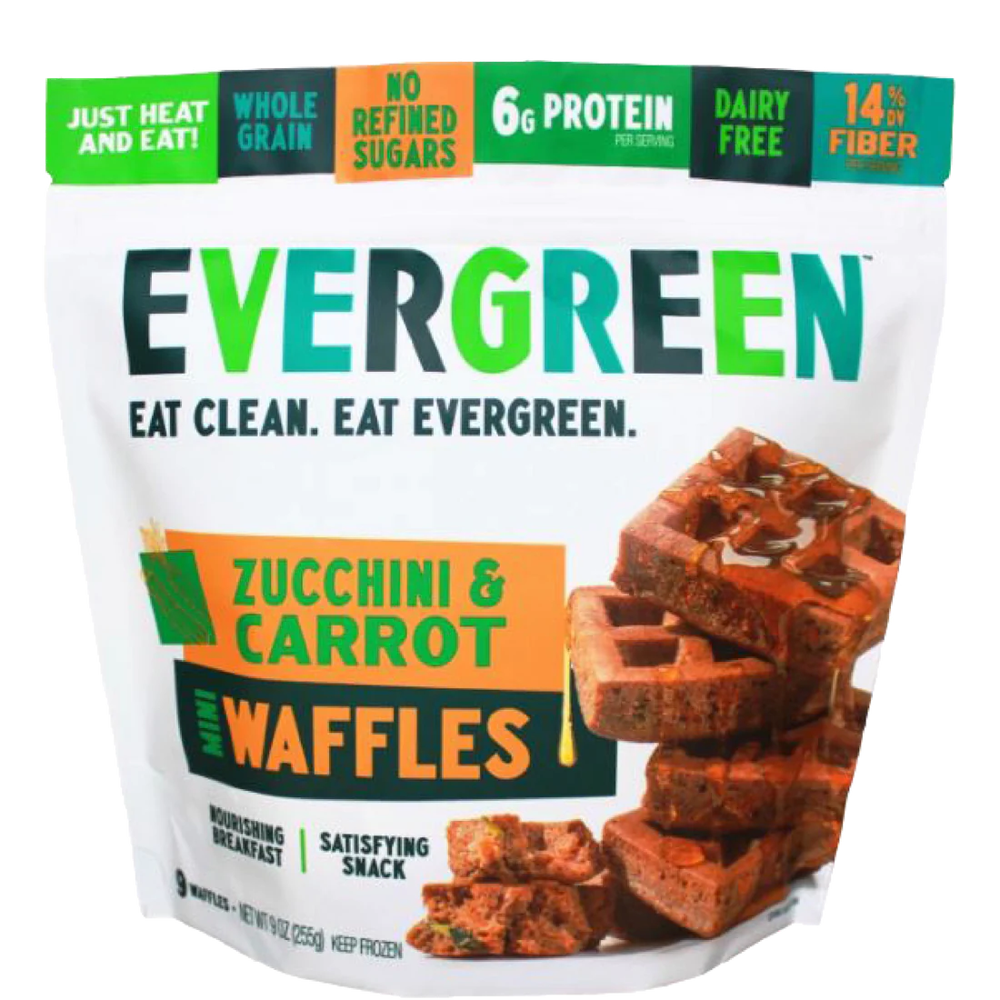 JUST HEAT
AND EAT!
WHOLE
GRAIN
NO
REFINED
SUGARS
6G PROTEIN
PER SERVING
DAIRY
FREE
14% DV
FIBER
PER SERVING
EVERGREEN™
EAT CLEAN. EAT EVERGREEN.
ZUCCHINI &
CARROT
MINI
WAFFLES
NOURISHING
BREAKFAST
SATISFYING
SNACK
9 WAFFLES • NET WT 9 OZ (255g) KEEP FROZEN